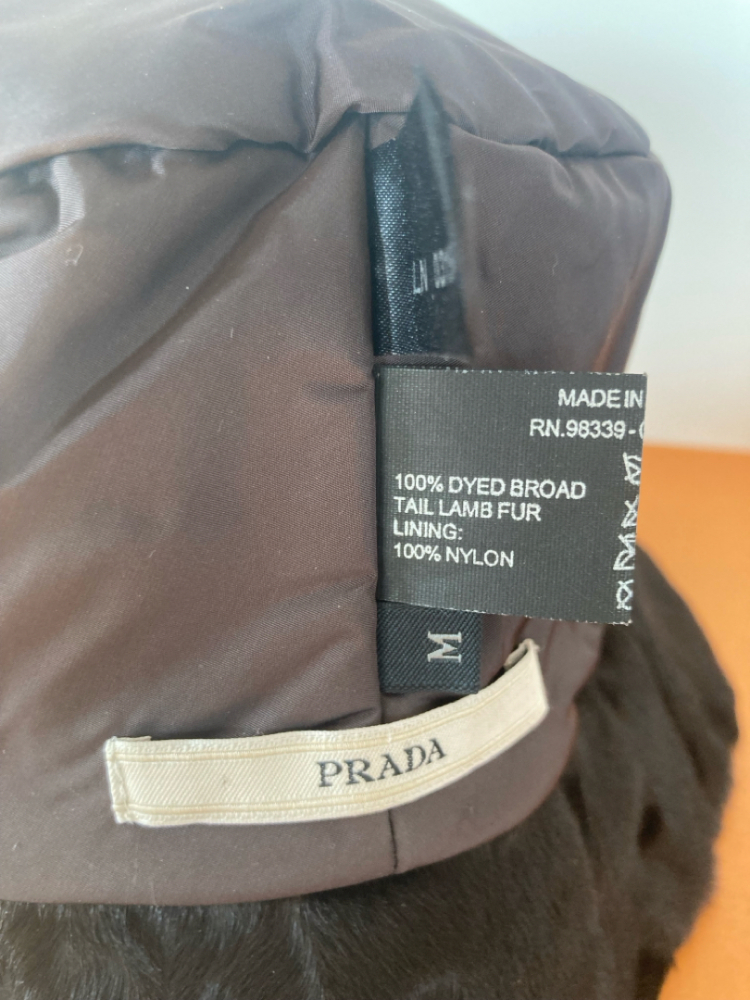 MADE IN
RN.98339-
100% DYED BROAD
TAIL LAMB FUR
LINING:
100% NYLON
M
PRADA